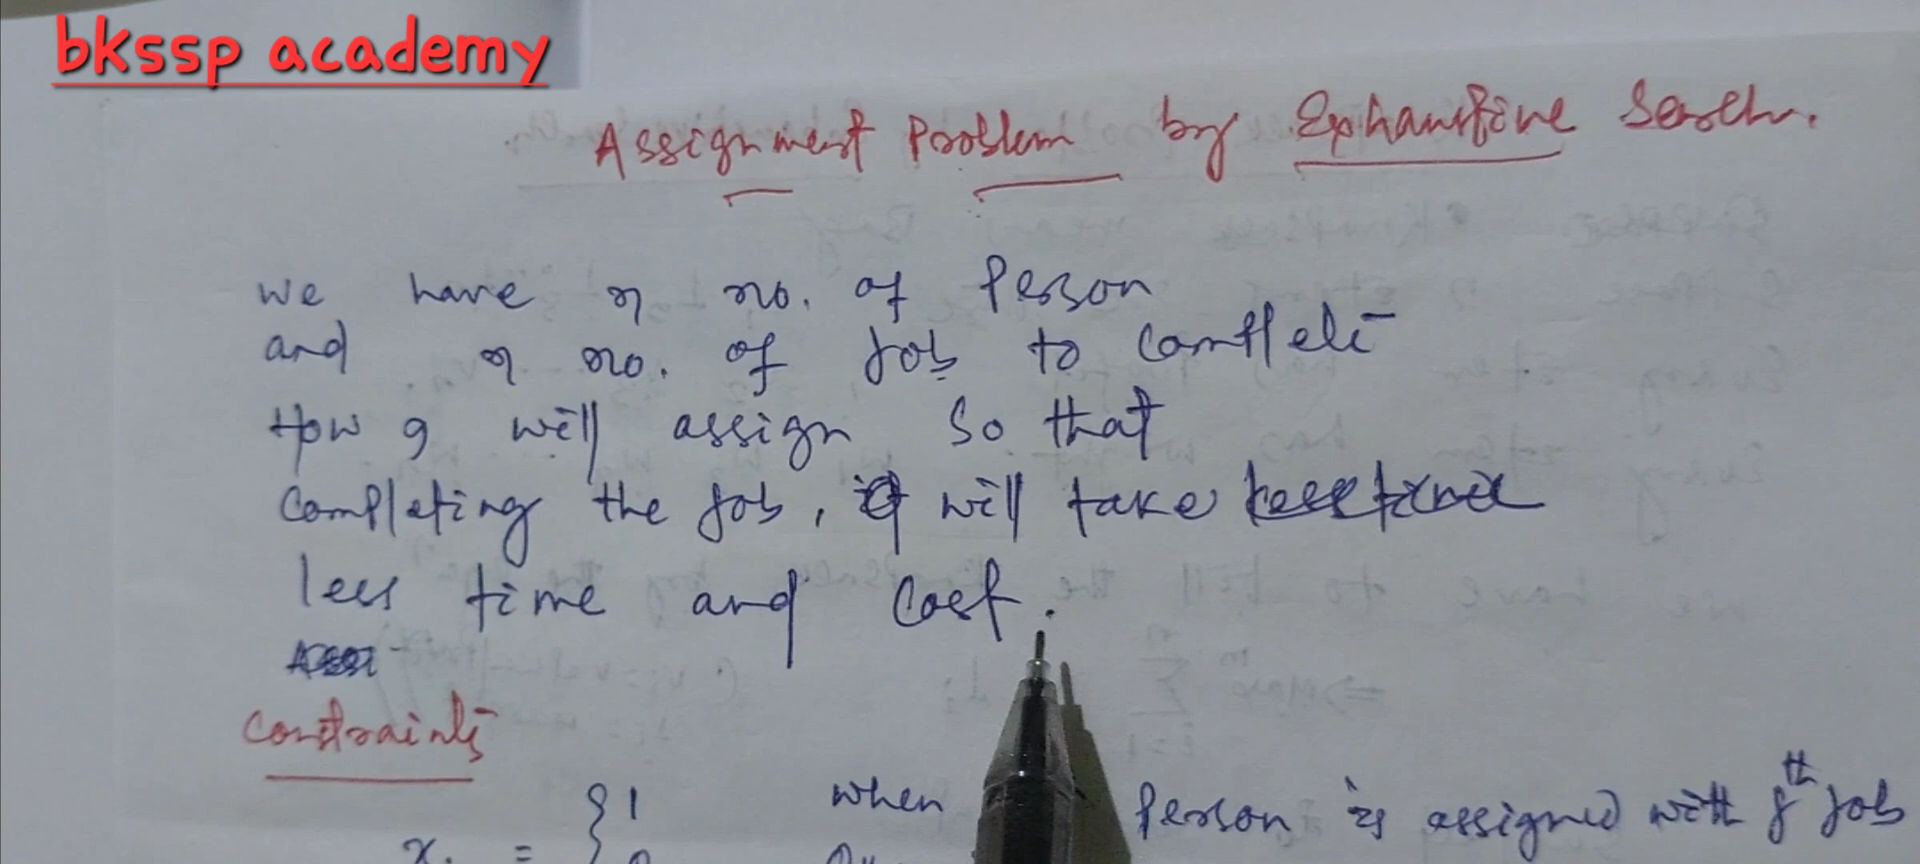 bkssp academy
Assignment Problem by Exhaustive Search.
We have n no. of Person
and n no. of Job to complete
How I will assign so that
completing the job, it will take less time
less time and cost.
Constraints
{1 when Person is assigned with jth job
x =